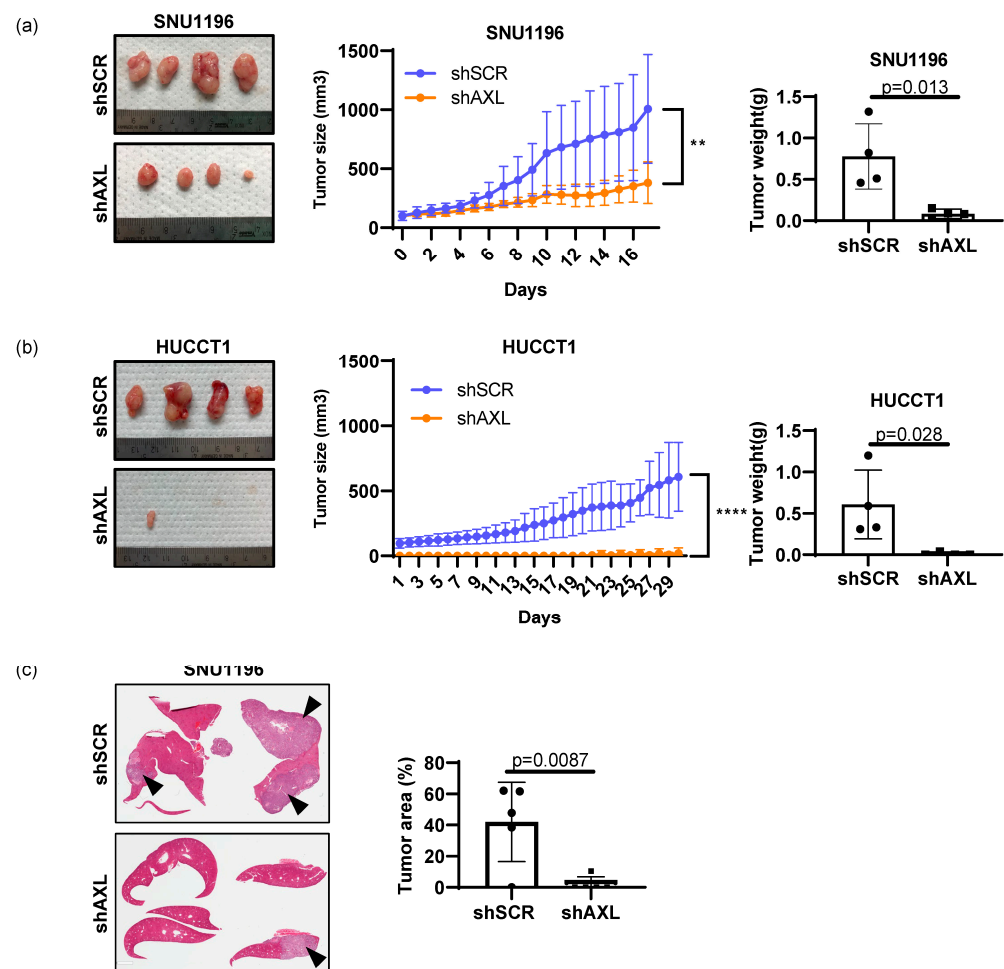 (a)
SNU1196
shSCR
shAXL
SNU1196
1500
1000
500
0
Tumor size (mm3)
shSCR
shAXL
**
0 2 4 6 8 10 12 14 16
Days
SNU1196
p=0.013
1.5
1.0
0.5
0.0
Tumor weight(g)
shSCR shAXL
(b)
HUCCT1
shSCR
shAXL
HUCCT1
1500
1000
500
0
Tumor size (mm3)
shSCR
shAXL
****
1 3 5 7 9 11 13 15 17 19 21 23 25 27 29
Days
HUCCT1
p=0.028
1.5
1.0
0.5
0.0
Tumor weight(g)
shSCR shAXL
(c)
SNU1196
shSCR
shAXL
p=0.0087
80
60
40
20
0
Tumor area (%)
shSCR shAXL